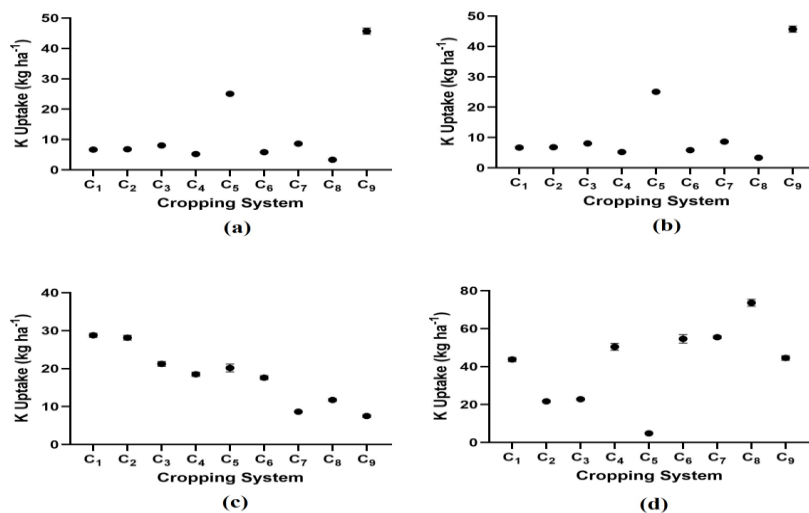 K Uptake (kg ha⁻¹)
50
40
30
20
10
0
C₁ C₂ C₃ C₄ C₅ C₆ C₇ C₈ C₉
Cropping System
(a)
K Uptake (kg ha⁻¹)
50
40
30
20
10
0
C₁ C₂ C₃ C₄ C₅ C₆ C₇ C₈ C₉
Cropping System
(b)
K Uptake (kg ha⁻¹)
40
30
20
10
0
C₁ C₂ C₃ C₄ C₅ C₆ C₇ C₈ C₉
Cropping System
(c)
K Uptake (kg ha⁻¹)
80
60
40
20
0
C₁ C₂ C₃ C₄ C₅ C₆ C₇ C₈ C₉
Cropping System
(d)